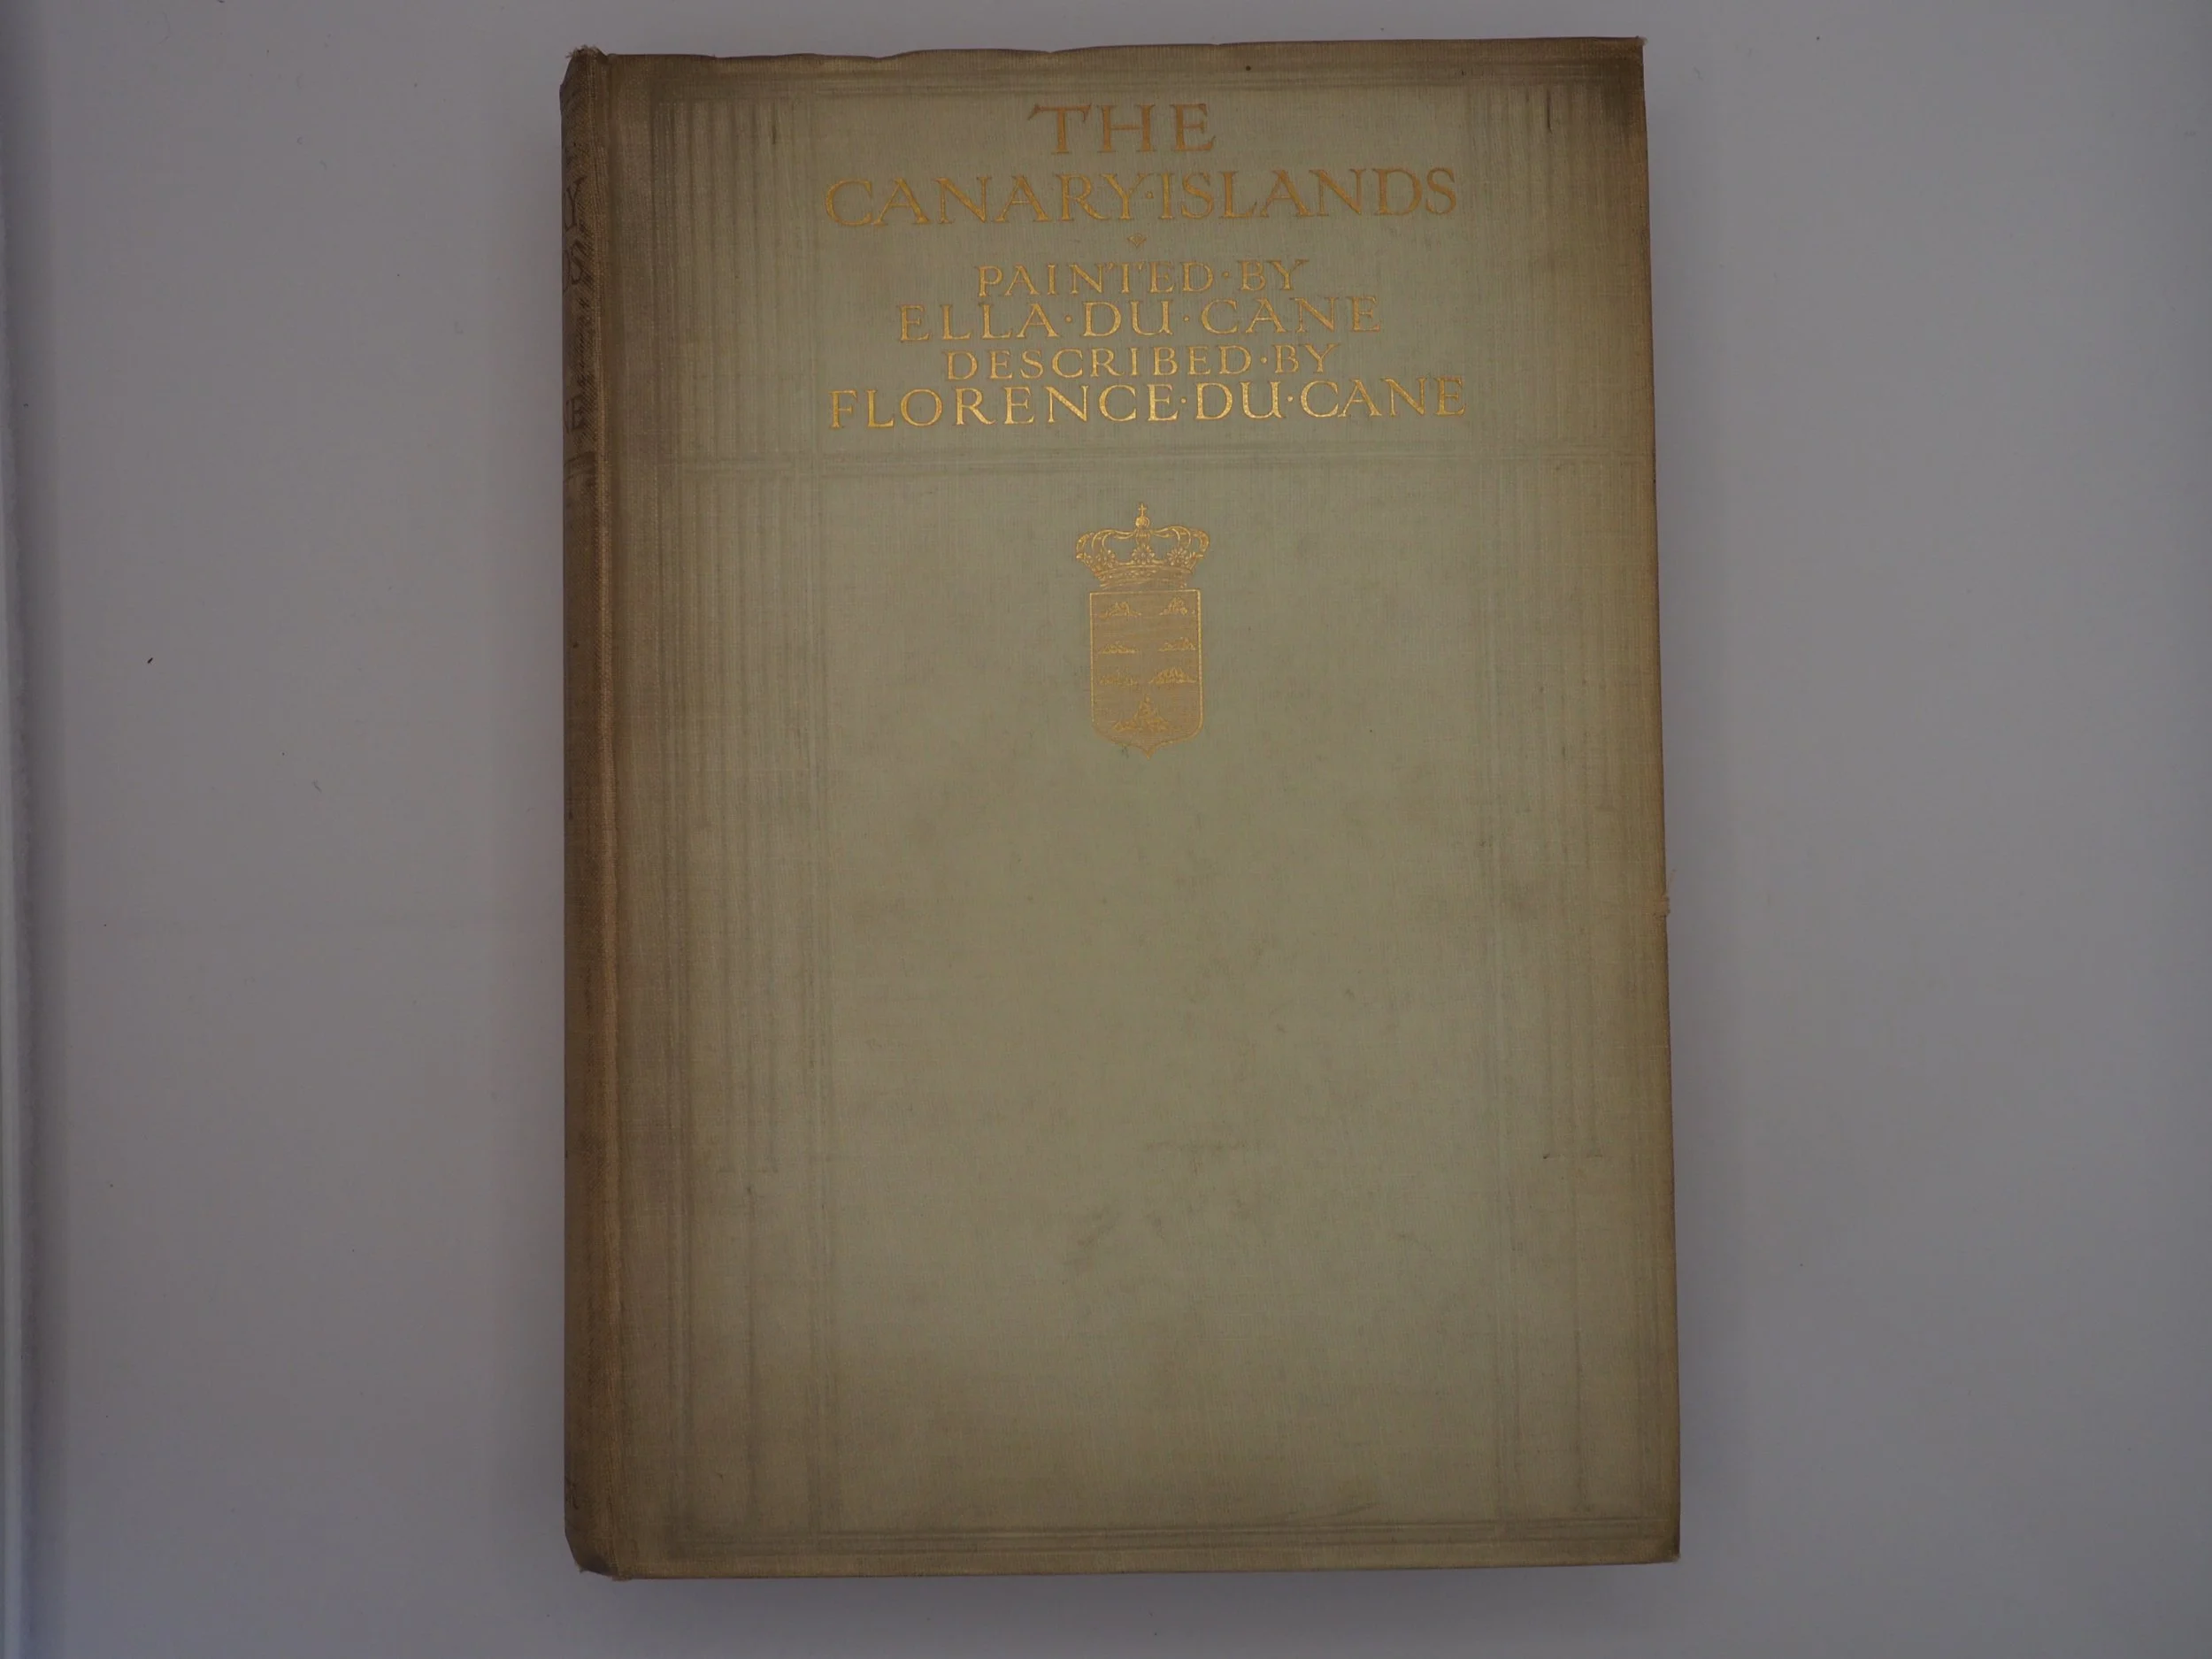 THE
CANARY·ISLANDS
PAINTED·BY
ELLA·DU·CANE
DESCRIBED·BY
FLORENCE·DU·CANE